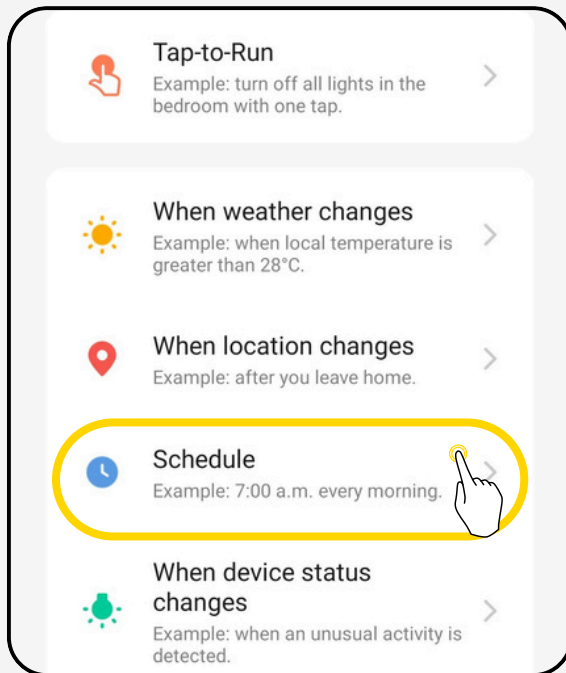 Tap-to-Run
Example: turn off all lights in the
bedroom with one tap.
When weather changes
Example: when local temperature is
greater than 28°C.
When location changes
Example: after you leave home.
Schedule
Example: 7:00 a.m. every morning.
When device status
changes
Example: when an unusual activity is
detected.